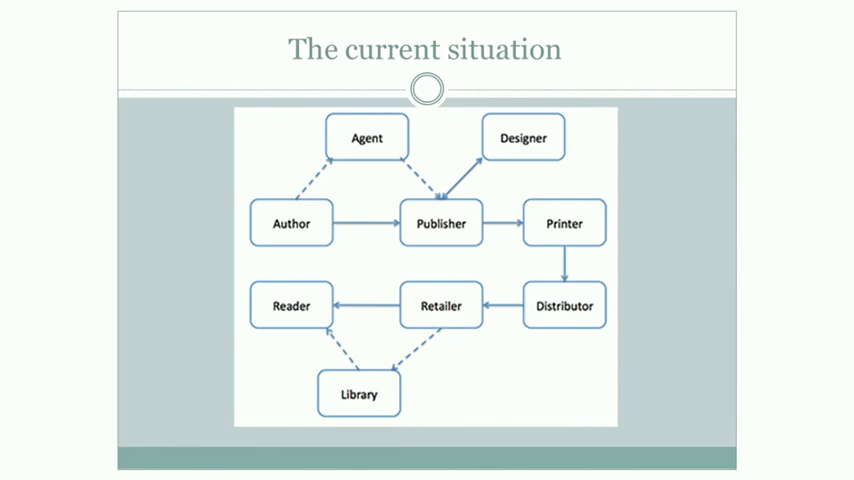 The current situation
Agent
Designer
Author
Publisher
Printer
Reader
Retailer
Distributor
Library